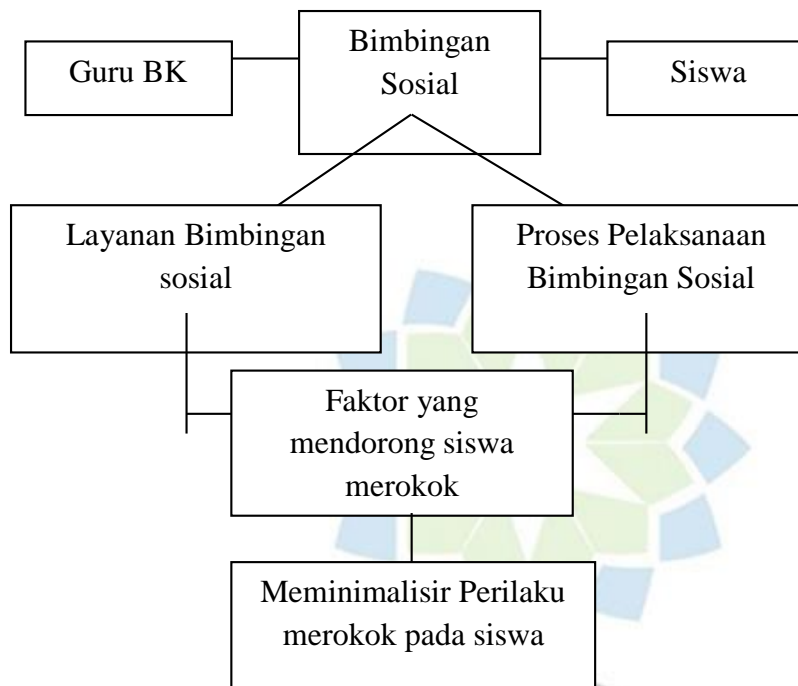 Guru BK
Bimbingan
Sosial
Siswa
Layanan Bimbingan
sosial
Proses Pelaksanaan
Bimbingan Sosial
Faktor yang
mendorong siswa
merokok
Meminimalisir Perilaku
merokok pada siswa